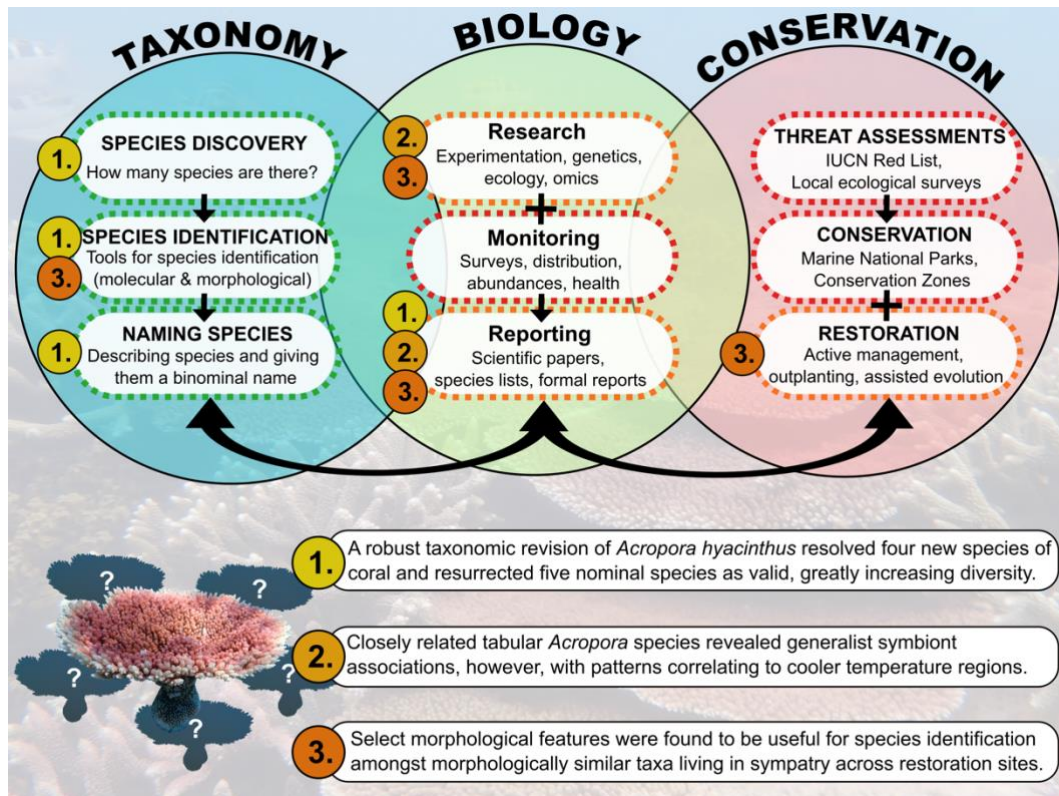 TAXONOMY
BIOLOGY
CONSERVATION
1.
SPECIES DISCOVERY
How many species are there?
1.
3.
SPECIES IDENTIFICATION
Tools for species identification
(molecular & morphological)
1.
NAMING SPECIES
Describing species and giving
them a binominal name
2.
3.
Research
Experimentation, genetics,
ecology, omics
+
Monitoring
Surveys, distribution,
abundances, health
1.
2.
3.
Reporting
Scientific papers,
species lists, formal reports
THREAT ASSESSMENTS
IUCN Red List,
Local ecological surveys
CONSERVATION
Marine National Parks,
Conservation Zones
+
3.
RESTORATION
Active management,
outplanting, assisted evolution
?
?
?
?
?
1.
A robust taxonomic revision of Acropora hyacinthus resolved four new species of
coral and resurrected five nominal species as valid, greatly increasing diversity.
2.
Closely related tabular Acropora species revealed generalist symbiont
associations, however, with patterns correlating to cooler temperature regions.
3.
Select morphological features were found to be useful for species identification
amongst morphologically similar taxa living in sympatry across restoration sites.